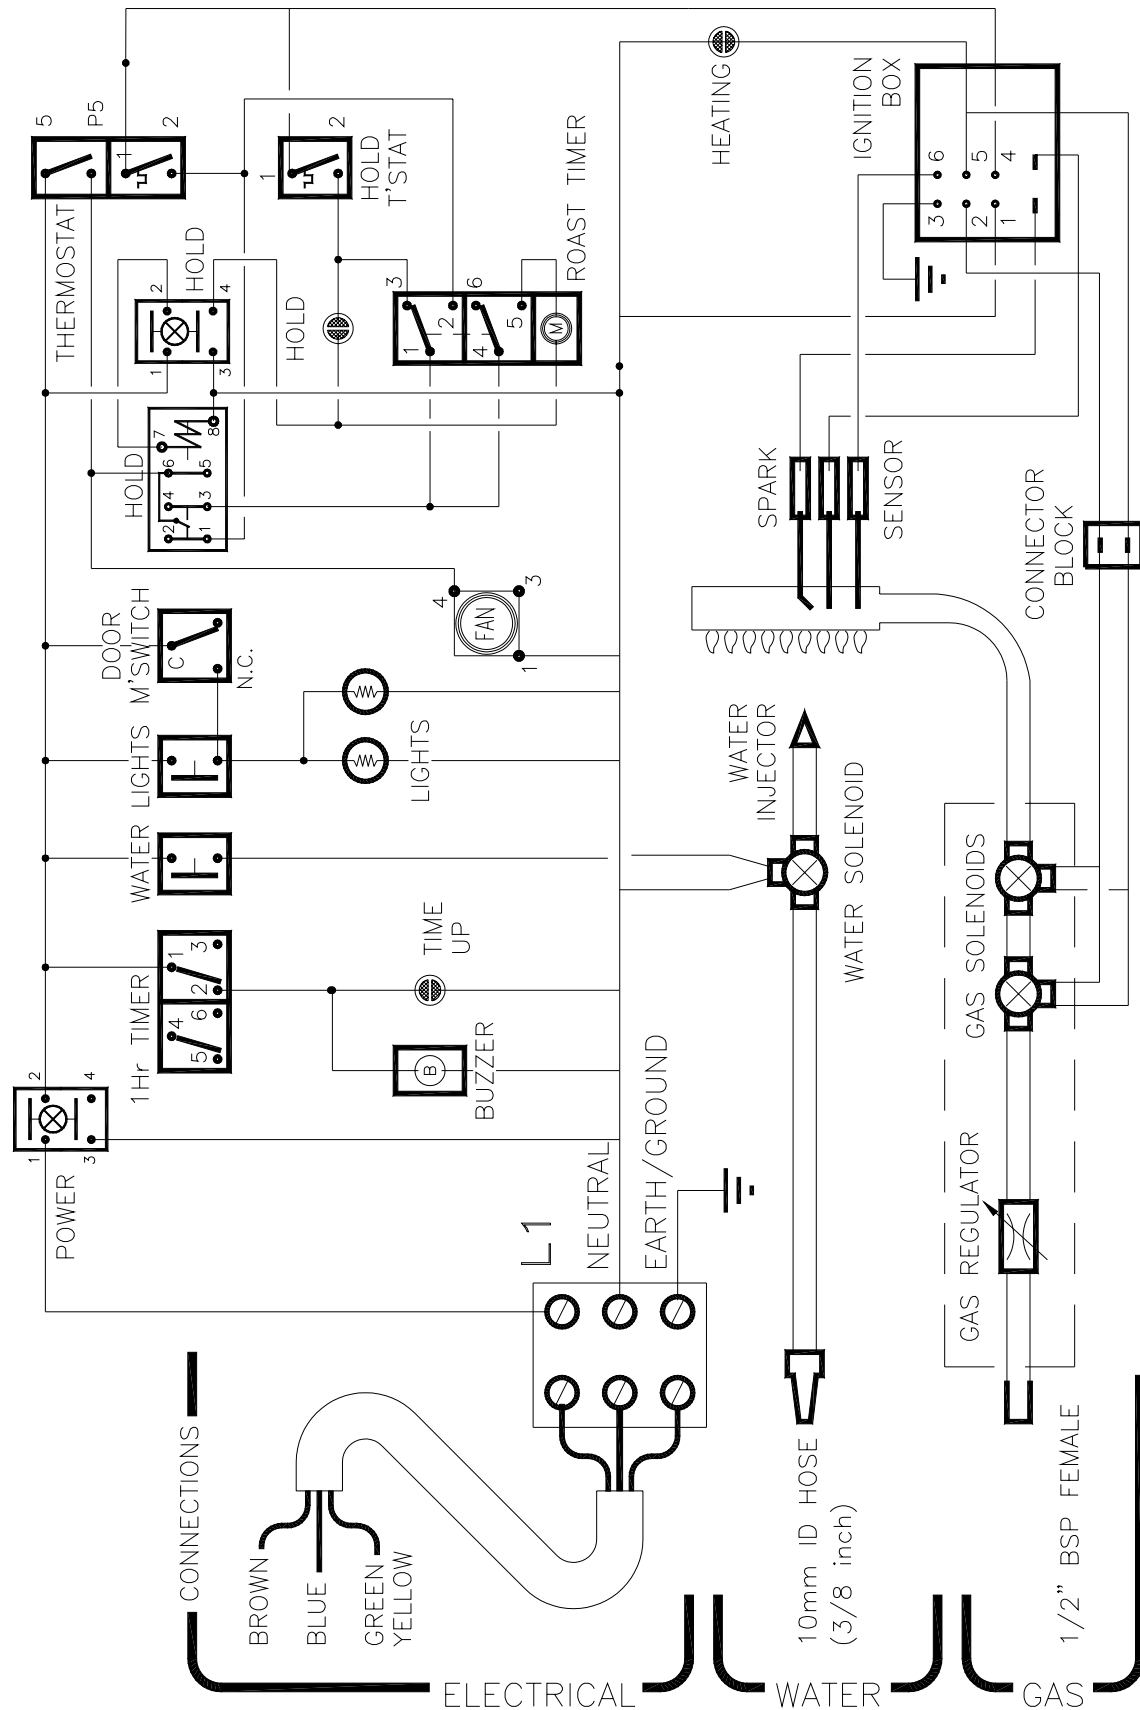 CONNECTIONS
BROWN
BLUE
GREEN
YELLOW
ELECTRICAL
10mm ID HOSE
(3/8 inch)
WATER
1/2" BSP FEMALE
GAS
L1
NEUTRAL
EARTH/GROUND
POWER
1
2
3
4
1Hr TIMER
5
4
6
2
1
3
BUZZER
B
TIME
UP
WATER
LIGHTS
LIGHTS
DOOR
M'SWITCH
C
N.C.
FAN
4
1
3
HOLD
2
1
4
3
6
5
7
8
HOLD
1
2
3
4
THERMOSTAT
5
P5
1
2
HOLD
T'STAT
1
2
HOLD
ROAST TIMER
1
3
2
4
6
5
M
HEATING
IGNITION
BOX
3
6
2
5
1
4
SPARK
SENSOR
CONNECTOR
BLOCK
WATER
INJECTOR
WATER SOLENOID
GAS SOLENOIDS
GAS REGULATOR